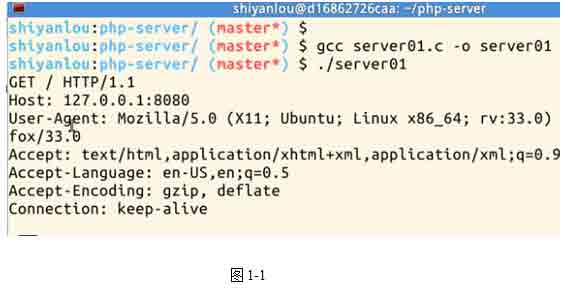 shiyanlou@d16862726caa: ~/php-server
shiyanlou:php-server/ (master*) $
shiyanlou:php-server/ (master*) $ gcc server01.c -o server01
shiyanlou:php-server/ (master*) $ ./server01
GET / HTTP/1.1
Host: 127.0.0.1:8080
User-Agent: Mozilla/5.0 (X11; Ubuntu; Linux x86_64; rv:33.0)
fox/33.0
Accept: text/html,application/xhtml+xml,application/xml;q=0.9
Accept-Language: en-US,en;q=0.5
Accept-Encoding: gzip, deflate
Connection: keep-alive
图 1-1